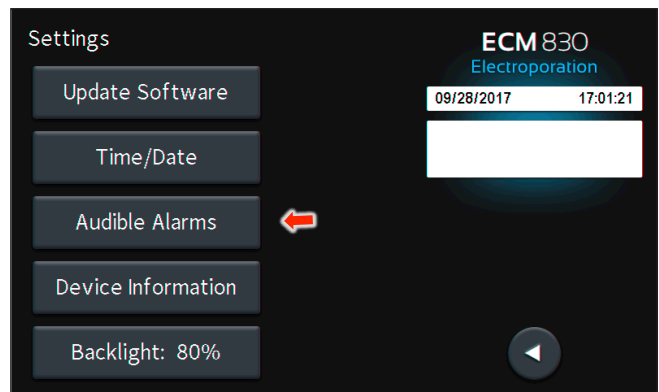 Settings
ECM 830
Electroporation
Update Software
09/28/2017 17:01:21
Time/Date
Audible Alarms
Device Information
Backlight: 80%